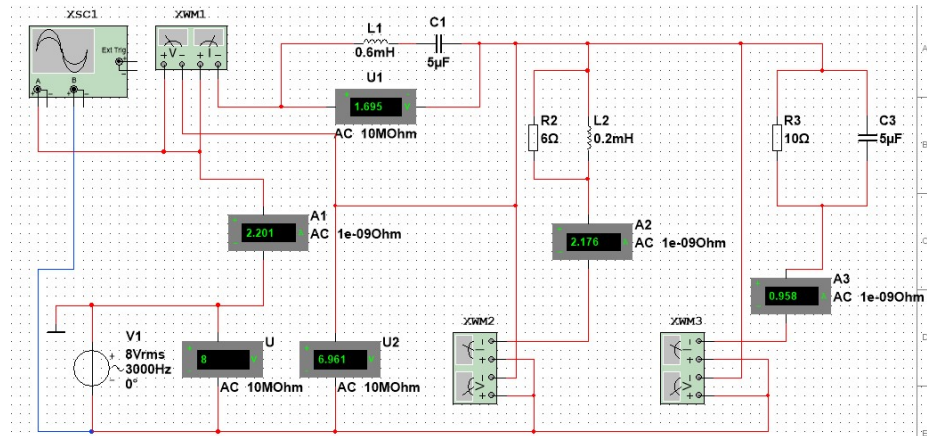 XSC1
Ext Trig
A
B
XWM1
V
I
L1
0.6mH
C1
5µF
U1
1.695
V
AC 10MOhm
R2
6Ω
L2
0.2mH
R3
10Ω
C3
5µF
A1
2.201
A
AC 1e-09Ohm
A2
2.176
A
AC 1e-09Ohm
A3
0.958
A
AC 1e-09Ohm
V1
8Vrms
3000Hz
0°
U
8
V
AC 10MOhm
U2
6.961
V
AC 10MOhm
XWM2
I
V
XWM3
I
V
A
B
C
D
E